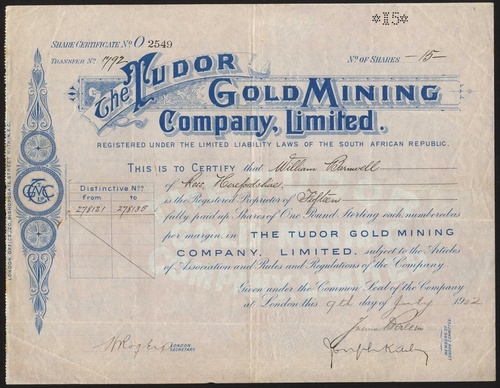 *15*
SHARE CERTIFICATE No. O 2549
TRANSFER No. 7792
No. OF SHARES —15—
The TUDOR
GOLD MINING
Company, Limited.
REGISTERED UNDER THE LIMITED LIABILITY LAWS OF THE SOUTH AFRICAN REPUBLIC.
THIS IS TO CERTIFY that William Barnwell
of Ross, Herefordshire
is the Registered Proprietor of Fifteen
fully paid up Shares of One Pound Sterling each numbered as
per margin in THE TUDOR GOLD MINING
COMPANY, LIMITED. subject to the Articles
of Association and Rules and Regulations of the Company
Given under the Common Seal of the Company
at London this 9th day of July 1902
Distinctive Nos.
from to
278121 278135
LONDON SECRETARY
MEMBERS OF LONDON COMMITTEE